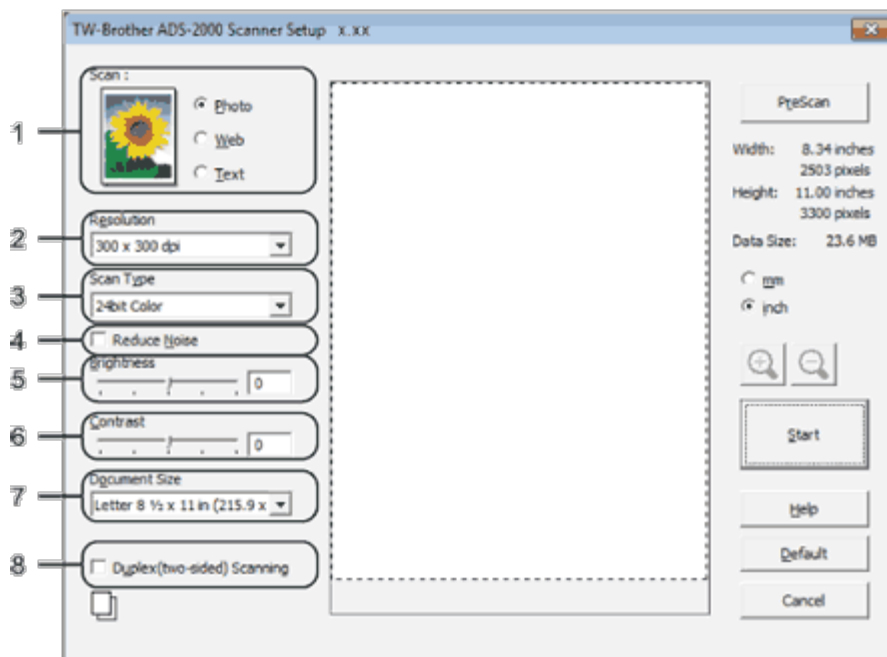 TW-Brother ADS-2000 Scanner Setup x.xx
Scan :
1
Photo
Web
Text
2
Resolution
300 x 300 dpi
3
Scan Type
24bit Color
4
Reduce Noise
5
Brightness
0
6
Contrast
0
7
Document Size
Letter 8 ½ x 11 in (215.9 x
8
Duplex(two-sided) Scanning
PreScan
Width: 8.34 inches
2503 pixels
Height: 11.00 inches
3300 pixels
Data Size: 23.6 MB
mm
inch
Start
Help
Default
Cancel